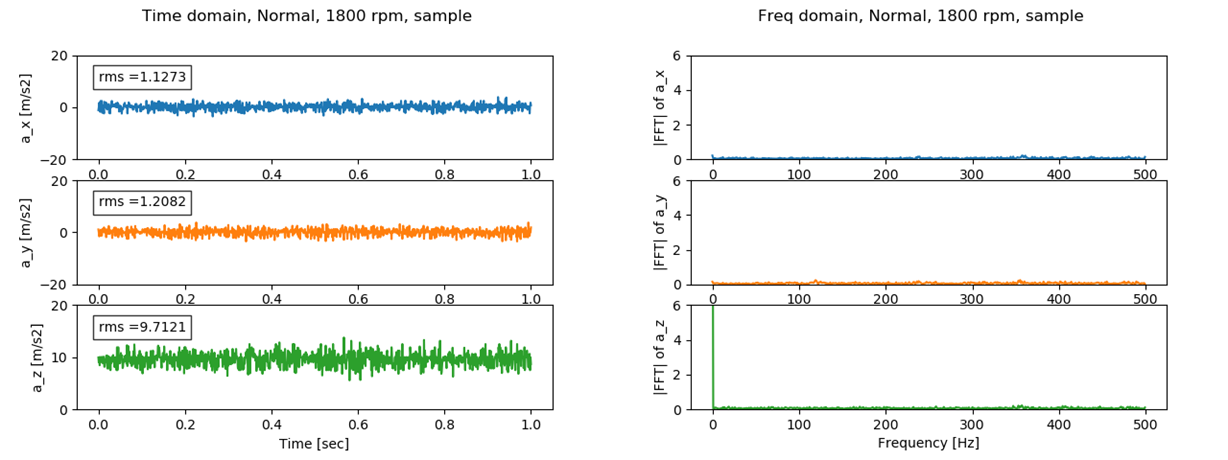 Time domain, Normal, 1800 rpm, sample
20
0
−20
a_x [m/s2]
rms =1.1273
0.0 0.2 0.4 0.6 0.8 1.0
20
0
−20
a_y [m/s2]
rms =1.2082
0.0 0.2 0.4 0.6 0.8 1.0
20
10
0
a_z [m/s2]
rms =9.7121
0.0 0.2 0.4 0.6 0.8 1.0
Time [sec]
Freq domain, Normal, 1800 rpm, sample
6
4
2
0
|FFT| of a_x
0 100 200 300 400 500
6
4
2
0
|FFT| of a_y
0 100 200 300 400 500
6
4
2
0
|FFT| of a_z
0 100 200 300 400 500
Frequency [Hz]